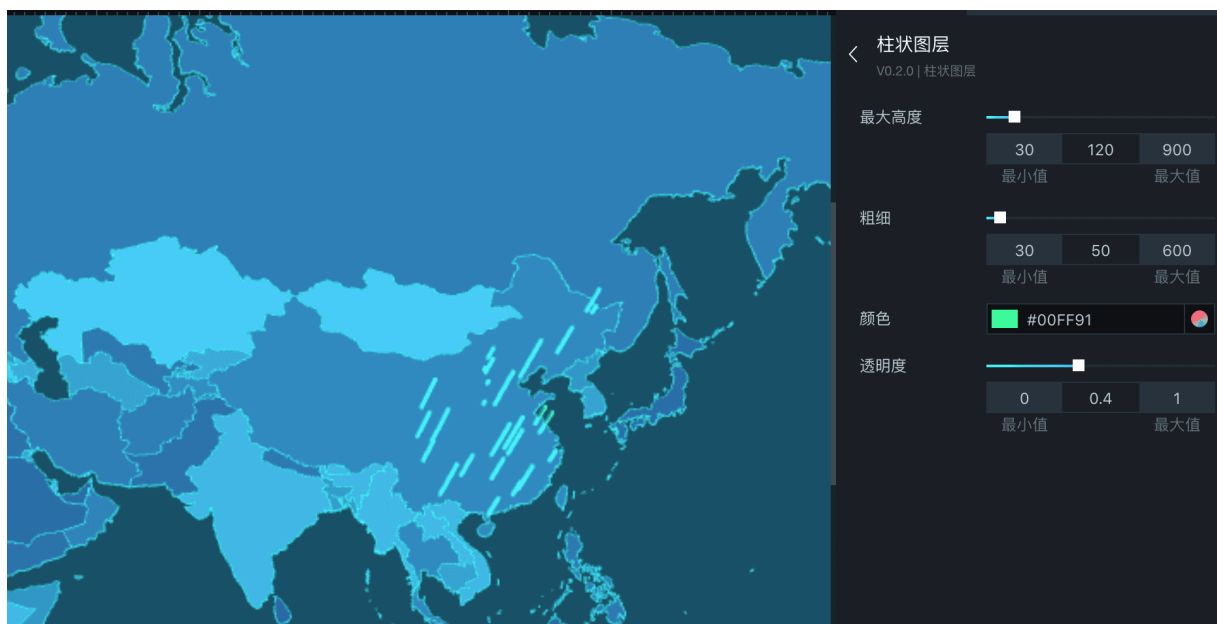 柱状图层
V0.2.0 | 柱状图层
最大高度
30 120 900
最小值 最大值
粗细
30 50 600
最小值 最大值
颜色 #00FF91
透明度
0 0.4 1
最小值 最大值